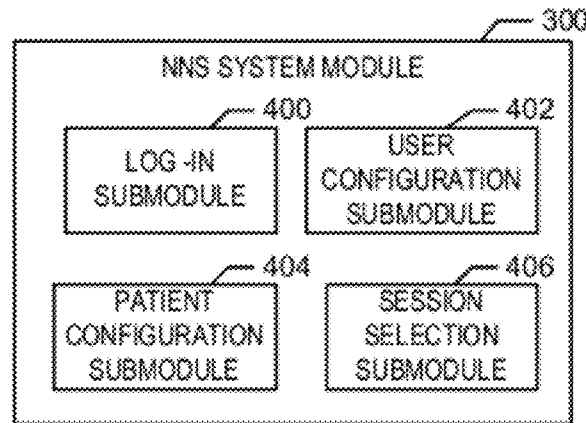 300
NNS SYSTEM MODULE
400
LOG -IN
SUBMODULE
402
USER
CONFIGURATION
SUBMODULE
404
PATIENT
CONFIGURATION
SUBMODULE
406
SESSION
SELECTION
SUBMODULE